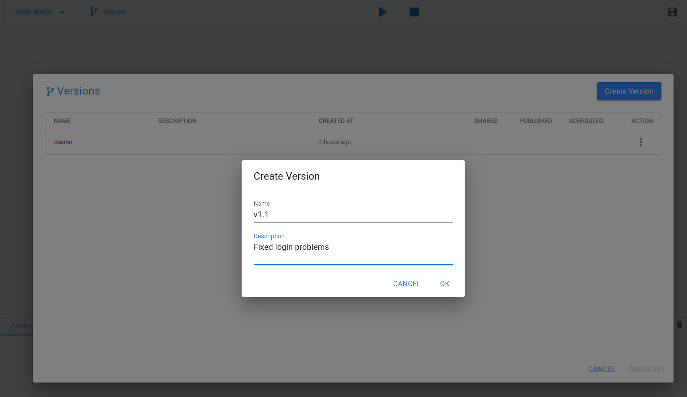 Hello World
master
Versions
Create Version
NAME DESCRIPTION CREATED AT SHARED PUBLISHED SCHEDULED ACTION
master 4 hours ago
Create Version
Name
v1.1
Description
Fixed login problems
CANCEL OK
CANCEL CHECKOUT